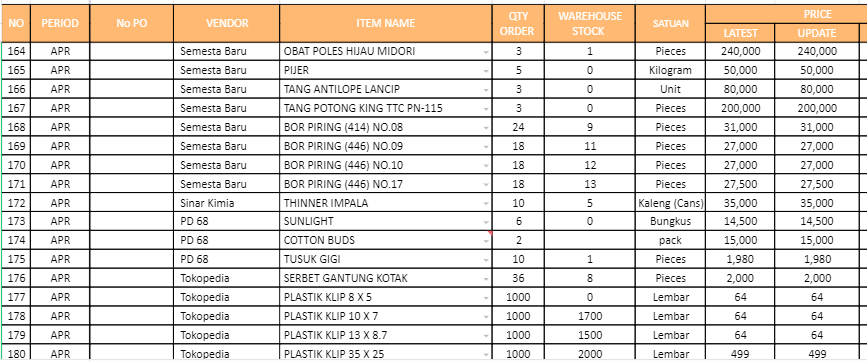 NO PERIOD No PO VENDOR ITEM NAME QTY ORDER WAREHOUSE STOCK SATUAN PRICE
LATEST UPDATE
164 APR Semesta Baru OBAT POLES HIJAU MIDORI 3 1 Pieces 240,000 240,000
165 APR Semesta Baru PIJER 5 0 Kilogram 50,000 50,000
166 APR Semesta Baru TANG ANTILOPE LANCIP 3 0 Unit 80,000 80,000
167 APR Semesta Baru TANG POTONG KING TTC PN-115 3 0 Pieces 200,000 200,000
168 APR Semesta Baru BOR PIRING (414) NO.08 24 9 Pieces 31,000 31,000
169 APR Semesta Baru BOR PIRING (446) NO.09 18 11 Pieces 27,000 27,000
170 APR Semesta Baru BOR PIRING (446) NO.10 18 12 Pieces 27,000 27,000
171 APR Semesta Baru BOR PIRING (446) NO.17 18 13 Pieces 27,500 27,500
172 APR Sinar Kimia THINNER IMPALA 10 5 Kaleng (Cans) 35,000 35,000
173 APR PD 68 SUNLIGHT 6 0 Bungkus 14,500 14,500
174 APR PD 68 COTTON BUDS 2 pack 15,000 15,000
175 APR PD 68 TUSUK GIGI 10 1 Pieces 1,980 1,980
176 APR Tokopedia SERBET GANTUNG KOTAK 36 8 Pieces 2,000 2,000
177 APR Tokopedia PLASTIK KLIP 8 X 5 1000 0 Lembar 64 64
178 APR Tokopedia PLASTIK KLIP 10 X 7 1000 1700 Lembar 64 64
179 APR Tokopedia PLASTIK KLIP 13 X 8.7 1000 1500 Lembar 64 64
180 APR Tokopedia PLASTIK KLIP 35 X 25 1000 2000 Lembar 499 499